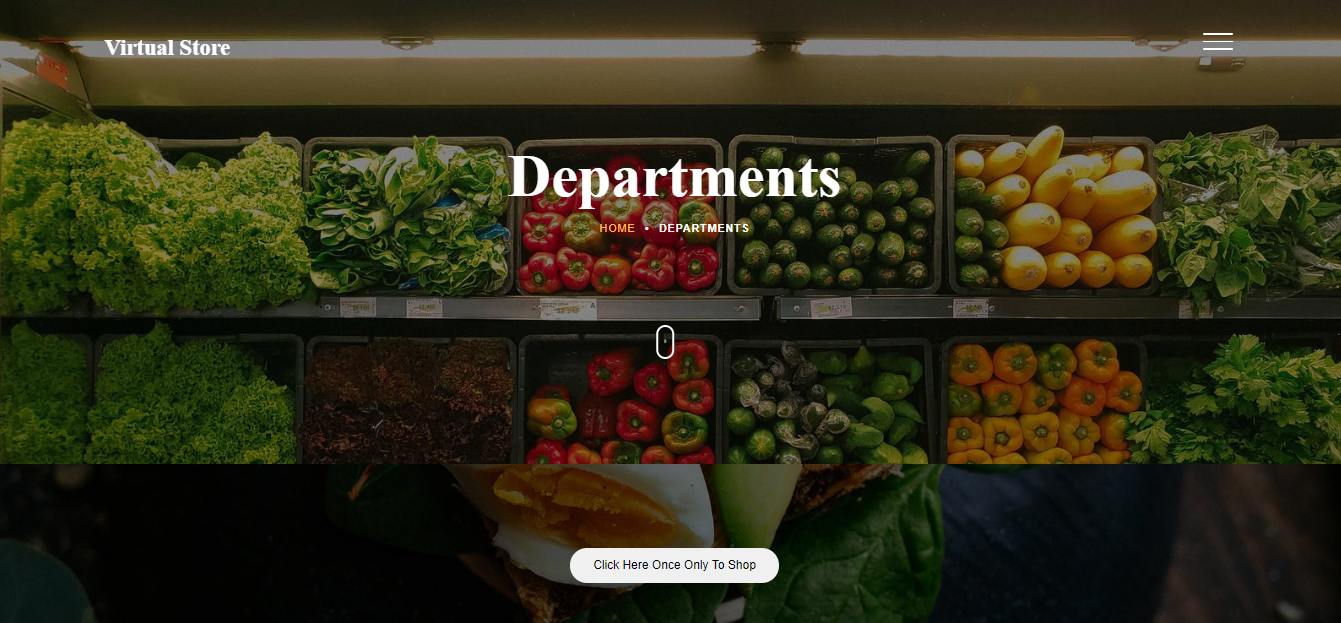 Virtual Store
Departments
HOME • DEPARTMENTS
Click Here Once Only To Shop